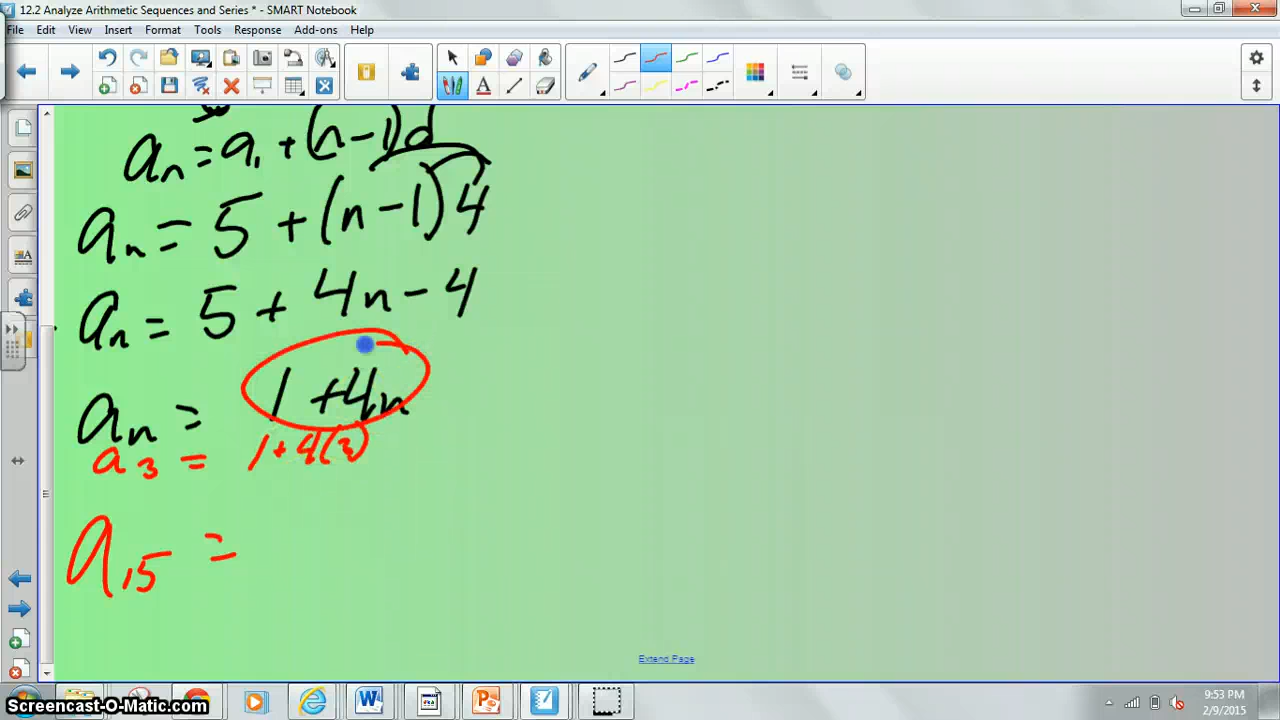 12.2 Analyze Arithmetic Sequences and Series * - SMART Notebook
File Edit View Insert Format Tools Response Add-ons Help
aₙ = a₁ + (n-1)d
aₙ = 5 + (n-1)4
aₙ = 5 + 4n - 4
aₙ = 1 + 4n
a₃ = 1 + 4(3)
a₁₅ =
Extend Page
9:53 PM
2/9/2015
Screencast-O-Matic.com